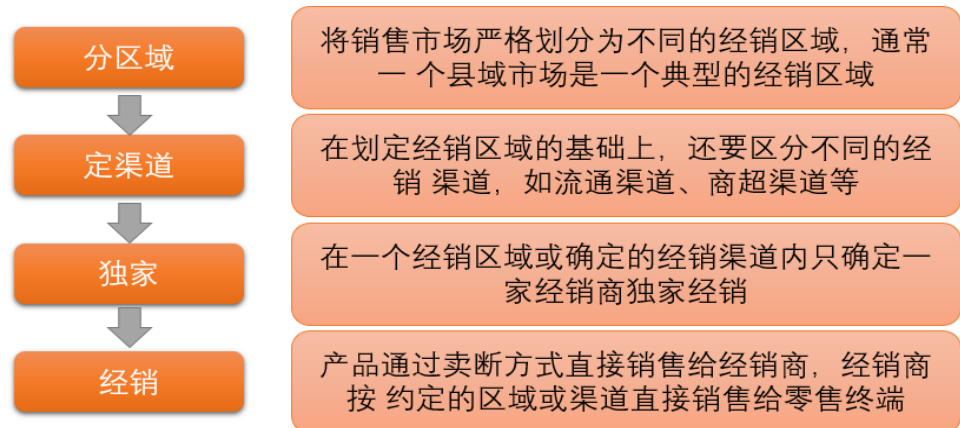 分区域
将销售市场严格划分为不同的经销区域，通常
一 个县域市场是一个典型的经销区域
定渠道
在划定经销区域的基础上，还要区分不同的经
销 渠道，如流通渠道、商超渠道等
独家
在一个经销区域或确定的经销渠道内只确定一
家经销商独家经销
经销
产品通过卖断方式直接销售给经销商，经销商
按 约定的区域或渠道直接销售给零售终端